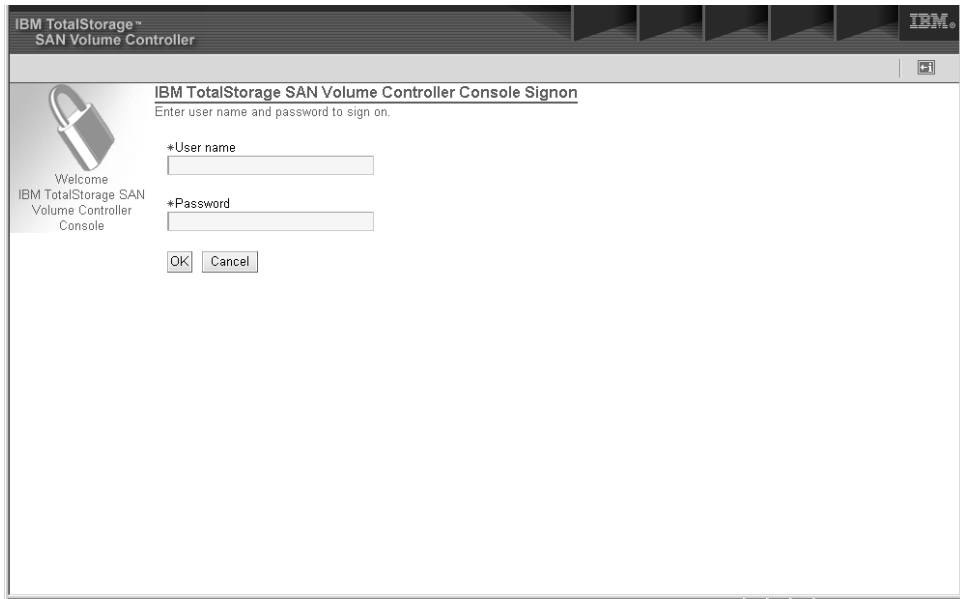 IBM TotalStorage™
SAN Volume Controller
IBM®
IBM TotalStorage SAN Volume Controller Console Signon
Enter user name and password to sign on.
Welcome
IBM TotalStorage SAN
Volume Controller
Console
*User name
*Password
OK Cancel